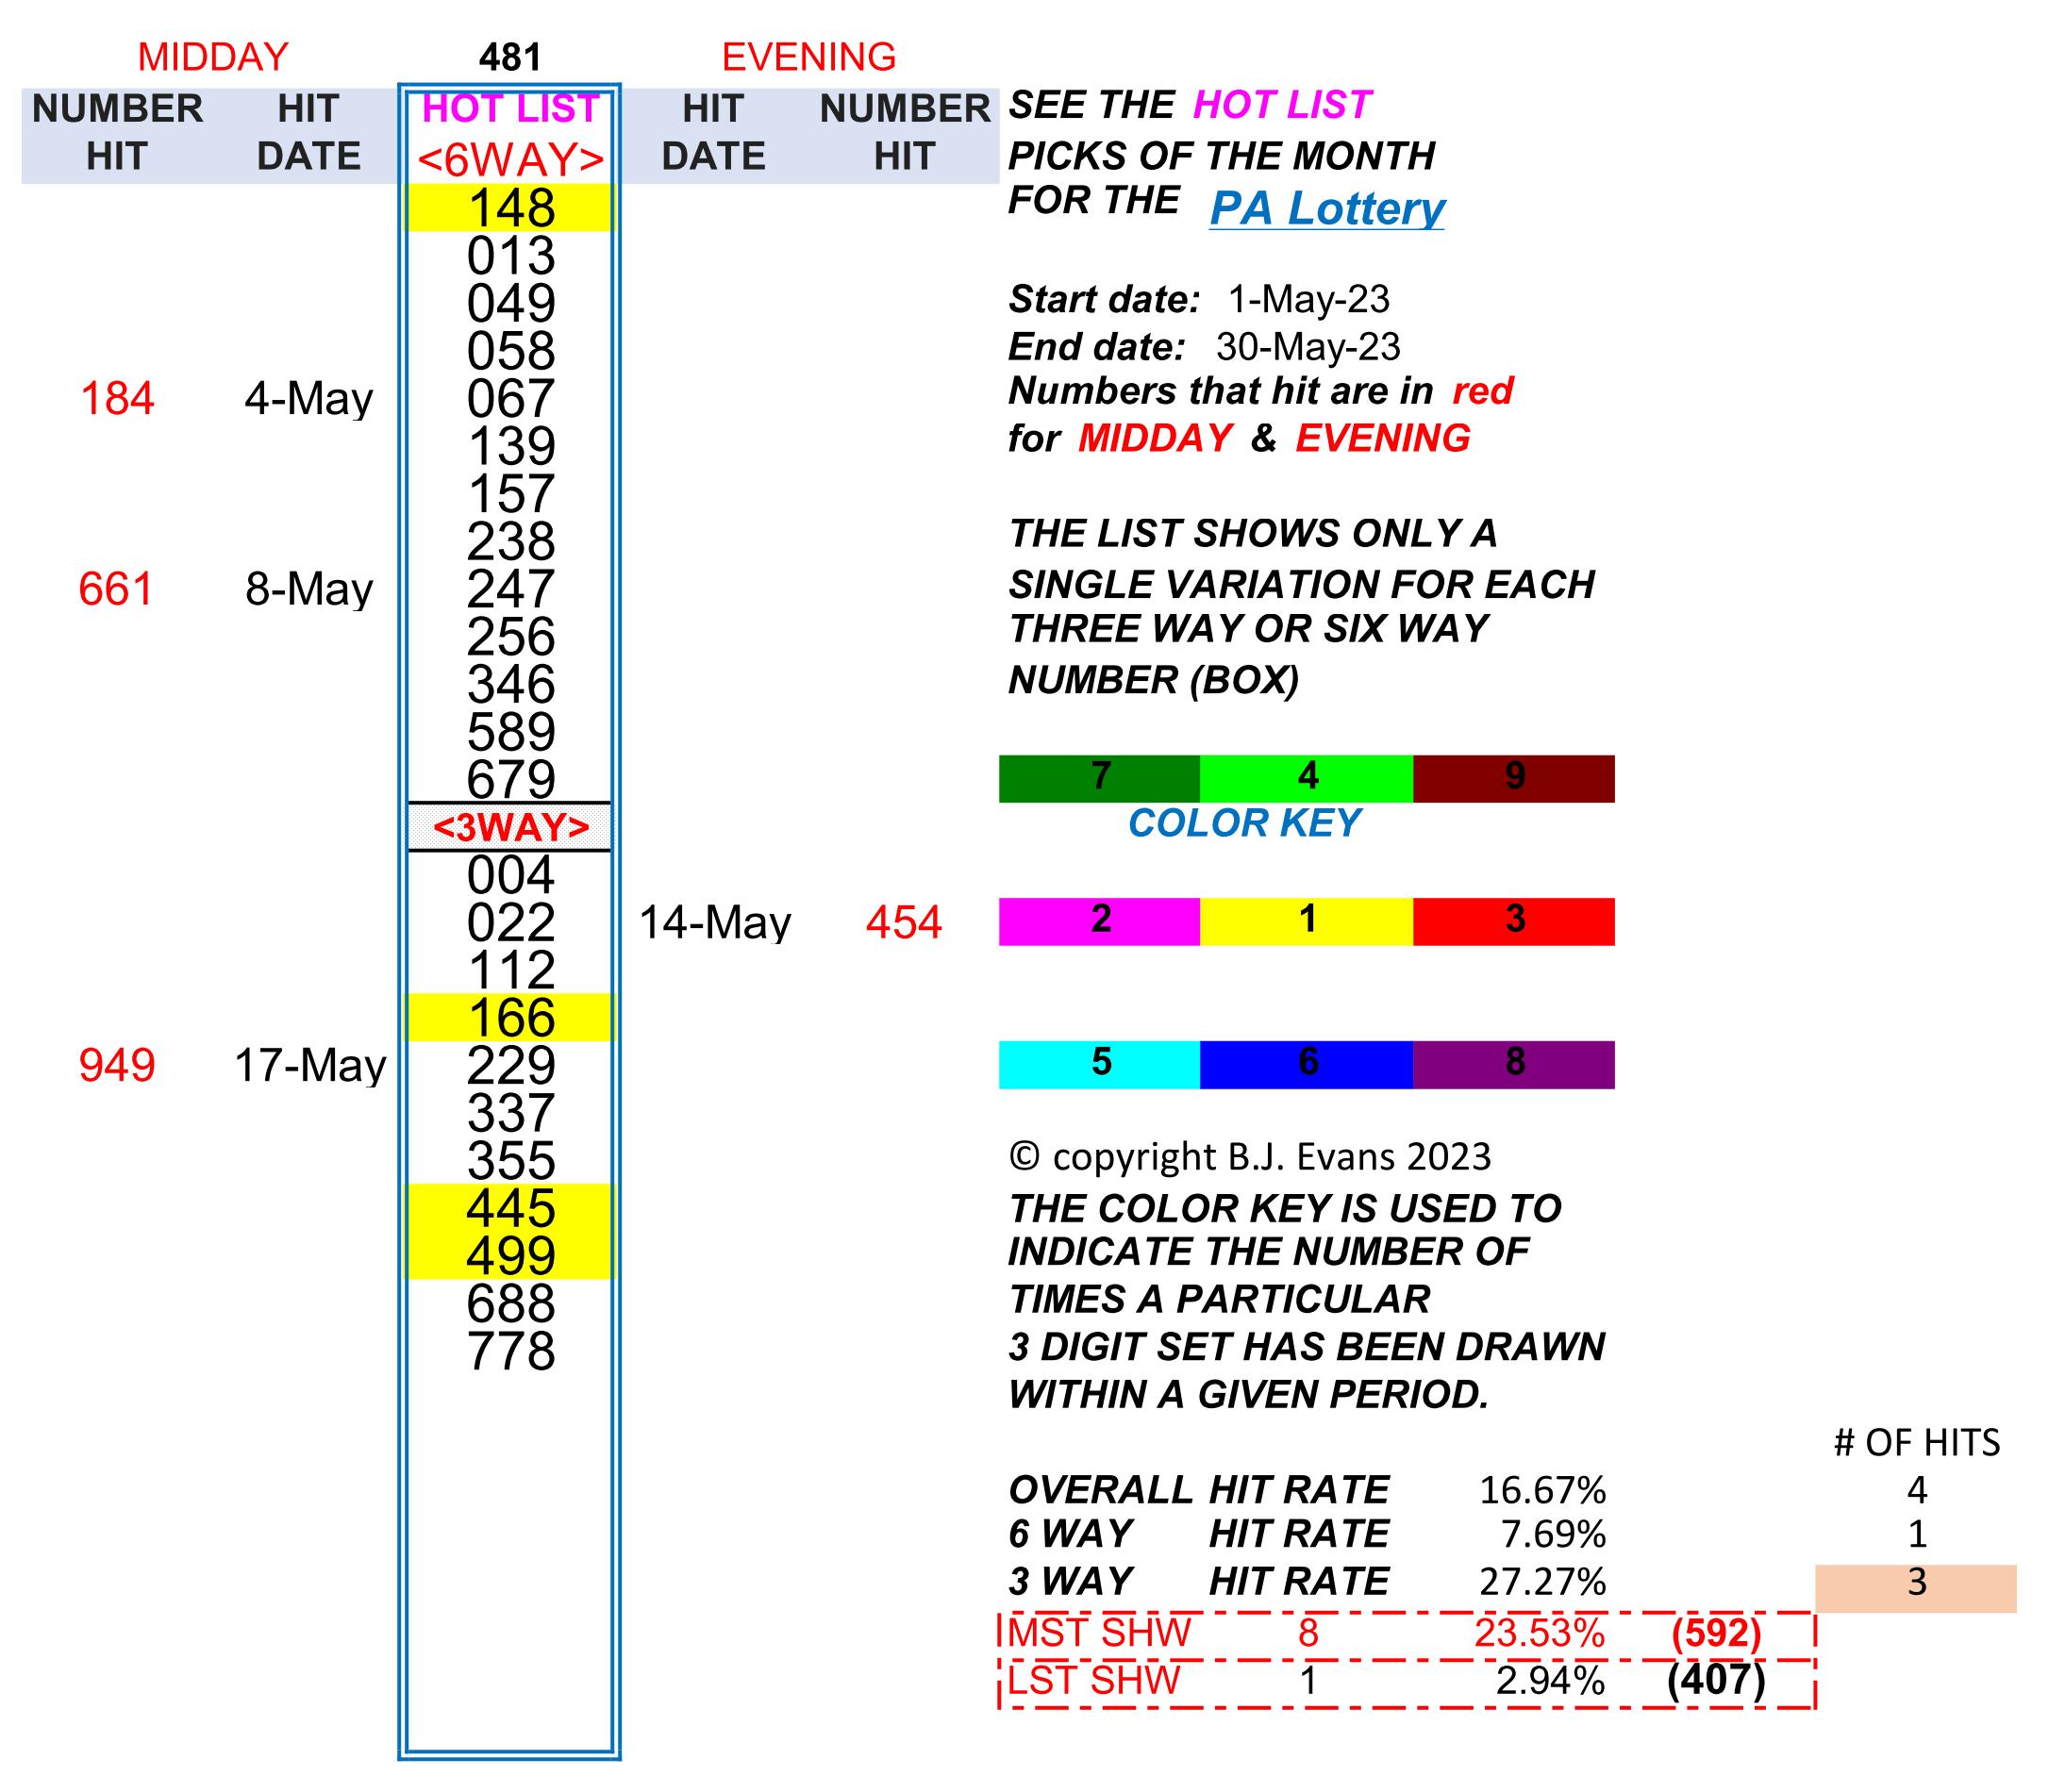 MIDDAY 481 EVENING
NUMBER HIT HOT LIST HIT NUMBER SEE THE HOT LIST
HIT DATE <6WAY> DATE HIT PICKS OF THE MONTH
148 FOR THE PA Lottery
013
049 Start date: 1-May-23
058 End date: 30-May-23
184 4-May 067 Numbers that hit are in red
139 for MIDDAY & EVENING
157
238 THE LIST SHOWS ONLY A
661 8-May 247 SINGLE VARIATION FOR EACH
256 THREE WAY OR SIX WAY
346 NUMBER (BOX)
589
679 7 4 9
<3WAY> COLOR KEY
004
022 14-May 454 2 1 3
112
166
949 17-May 229 5 6 8
337
355 © copyright B.J. Evans 2023
445 THE COLOR KEY IS USED TO
499 INDICATE THE NUMBER OF
688 TIMES A PARTICULAR
778 3 DIGIT SET HAS BEEN DRAWN
WITHIN A GIVEN PERIOD.
# OF HITS
OVERALL HIT RATE 16.67% 4
6 WAY HIT RATE 7.69% 1
3 WAY HIT RATE 27.27% 3
MST SHW 8 23.53% (592)
LST SHW 1 2.94% (407)